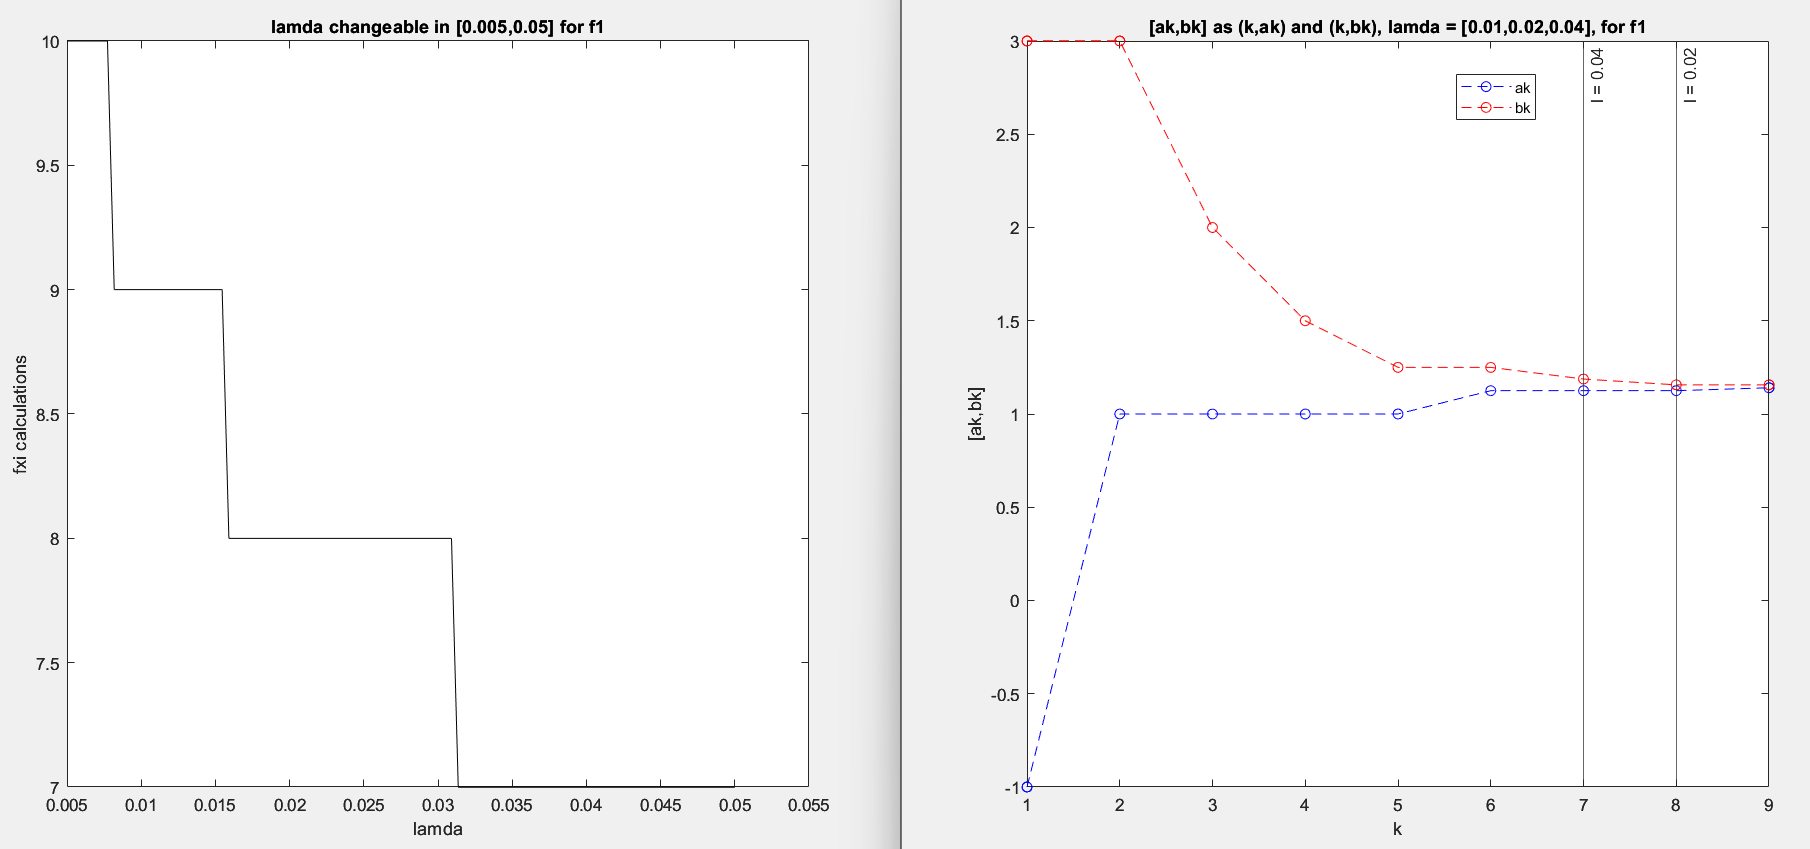 lamda changeable in [0.005,0.05] for f1
10
9.5
9
8.5
8
7.5
7
fxi calculations
0.005 0.01 0.015 0.02 0.025 0.03 0.035 0.04 0.045 0.05 0.055
lamda
[ak,bk] as (k,ak) and (k,bk), lamda = [0.01,0.02,0.04], for f1
3
2.5
2
1.5
1
0.5
0
-0.5
-1
[ak,bk]
l = 0.04
l = 0.02
ak
bk
1 2 3 4 5 6 7 8 9
k